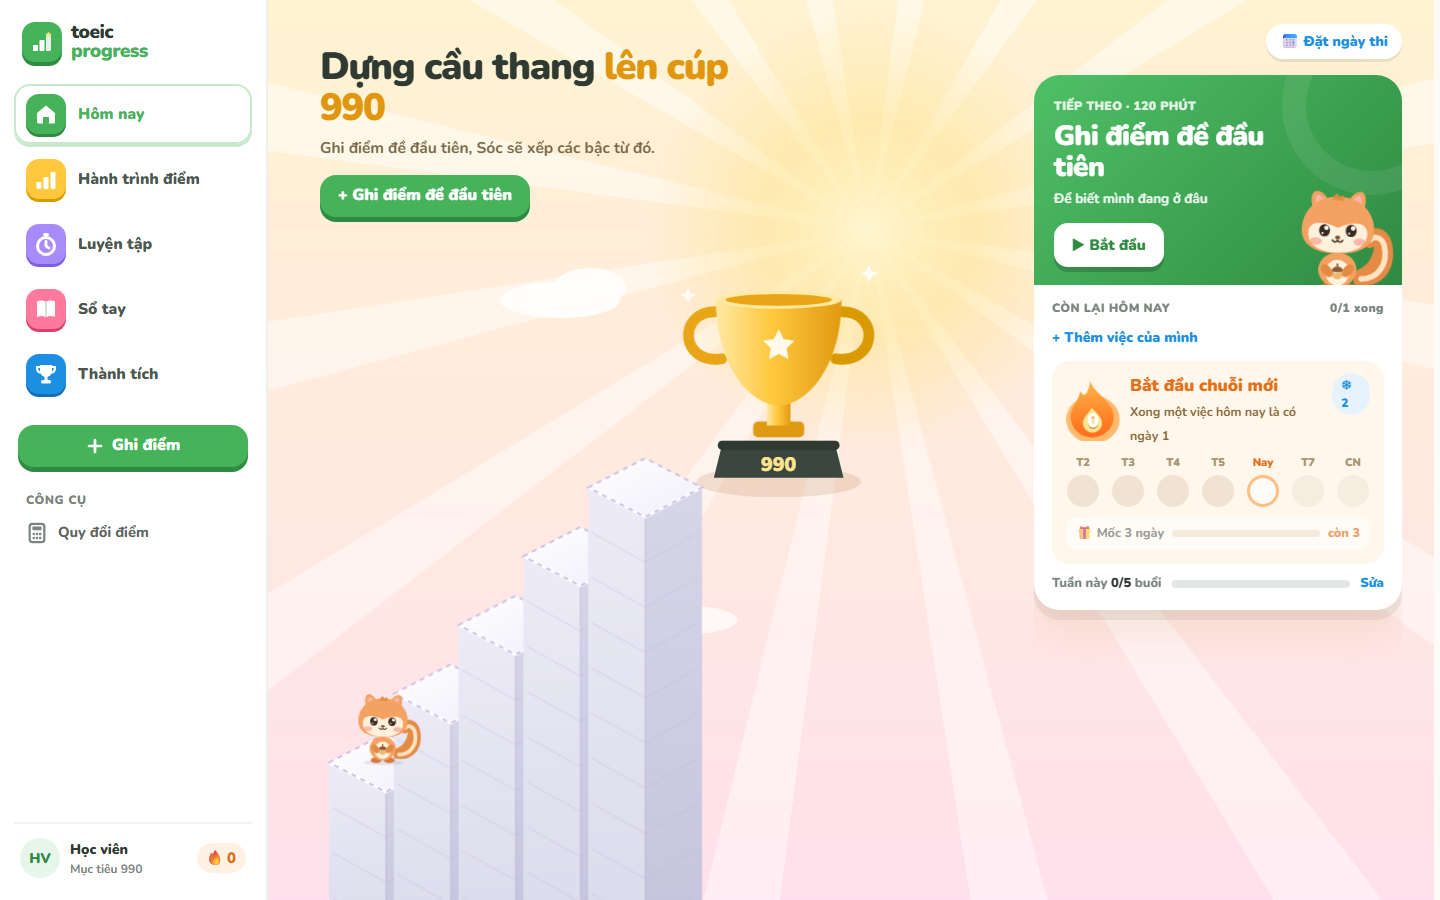 toeic
progress
Hôm nay
Hành trình điểm
Luyện tập
Sổ tay
Thành tích
+ Ghi điểm
CÔNG CỤ
Quy đổi điểm
HV
Học viên
Mục tiêu 990
0
Dựng cầu thang lên cúp
990
Ghi điểm đề đầu tiên, Sóc sẽ xếp các bậc từ đó.
+ Ghi điểm đề đầu tiên
990
Đặt ngày thi
TIẾP THEO · 120 PHÚT
Ghi điểm đề đầu
tiên
Để biết mình đang ở đâu
Bắt đầu
CÒN LẠI HÔM NAY 0/1 xong
+ Thêm việc của mình
Bắt đầu chuỗi mới
Xong một việc hôm nay là có
ngày 1
2
T2 T3 T4 T5 Nay T7 CN
Mốc 3 ngày còn 3
Tuần này 0/5 buổi Sửa